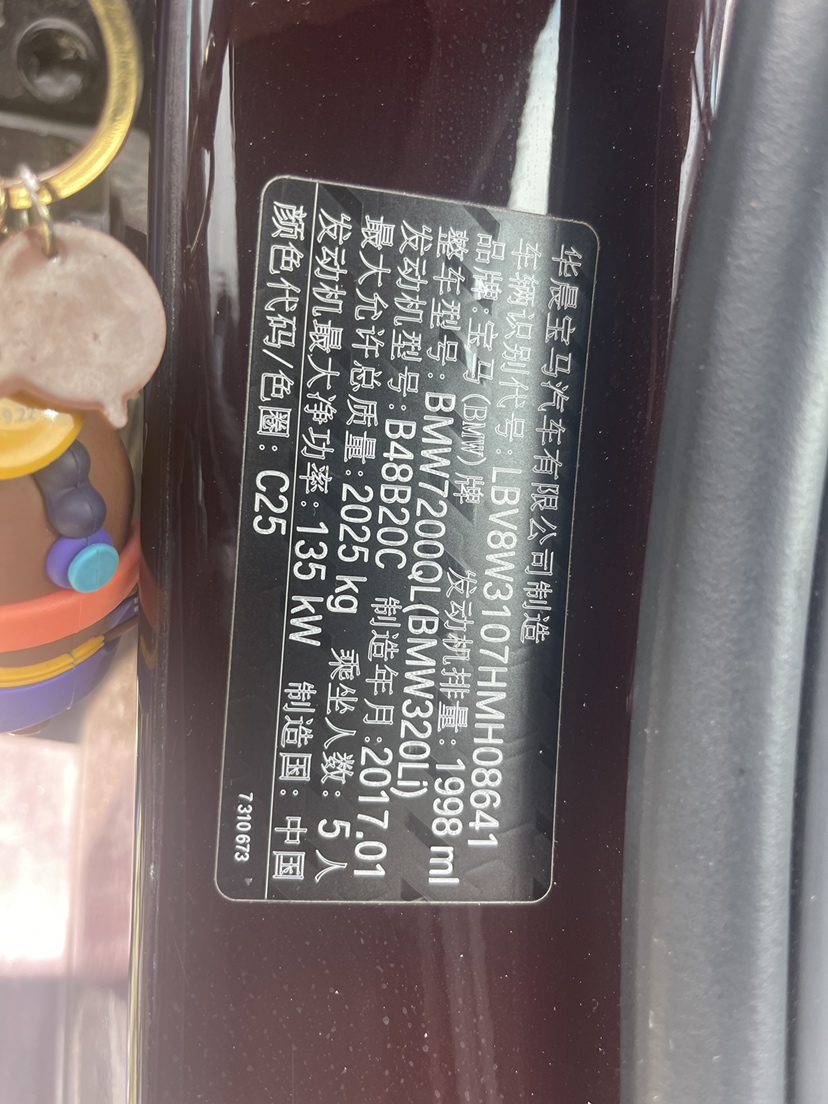 华晨宝马汽车有限公司制造
车辆识别代号:LBV8W3107HMH08641
品牌:宝马(BMW)牌 发动机排量:1998 ml
整车型号:BMW7200QL(BMW320Li)
发动机型号:B48B20C 制造年月:2017.01
最大允许总质量:2025 kg 乘坐人数:5人
发动机最大净功率:135 kW 制造国:中国
颜色代码/色圈:C25
7310673
922